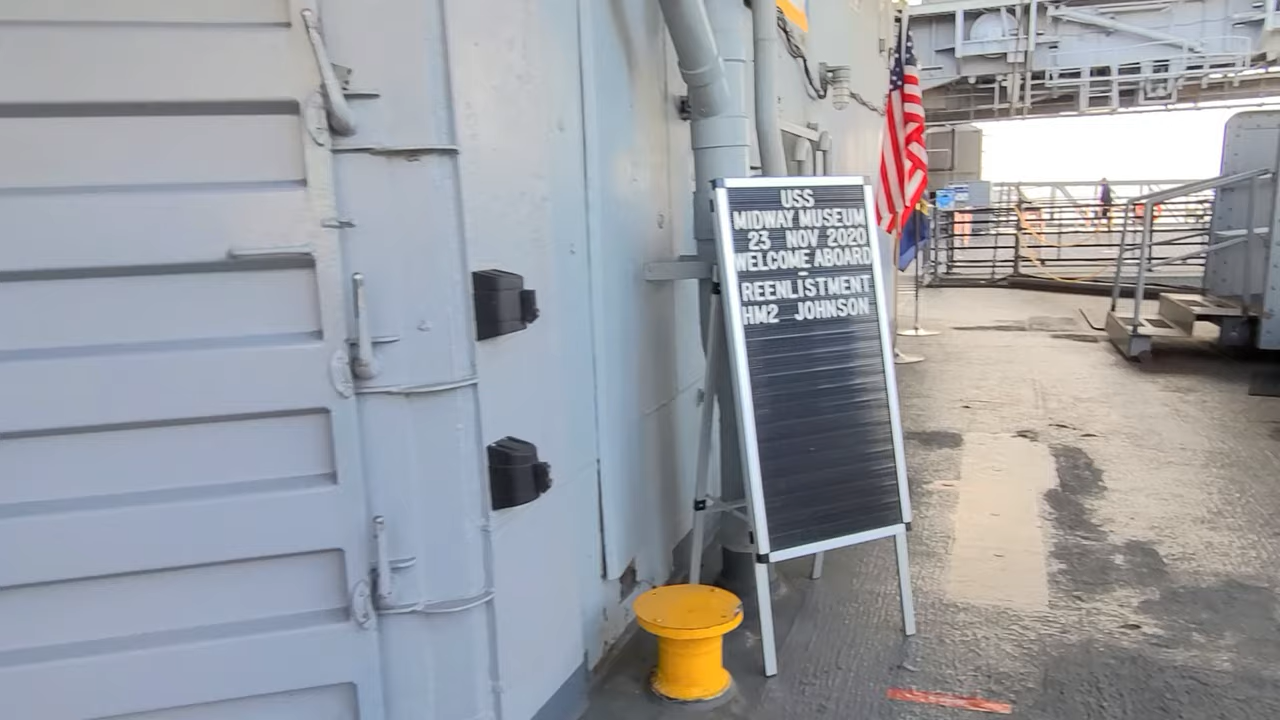 USS
MIDWAY MUSEUM
23 NOV 2020
WELCOME ABOARD
-
REENLISTMENT
HM2 JOHNSON